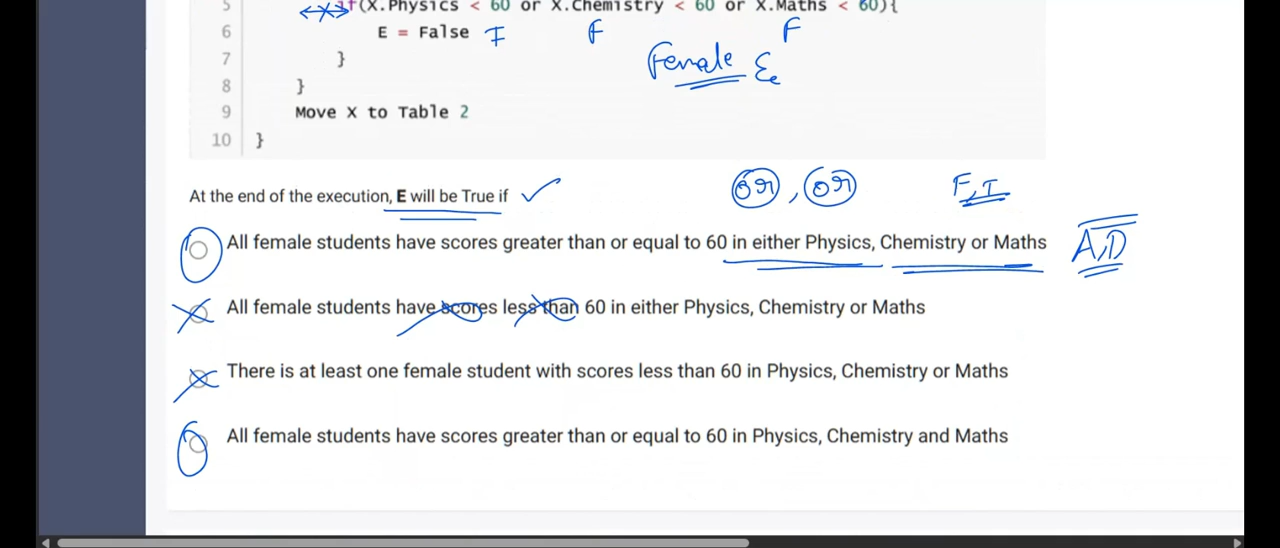 5 if(X.Physics < 60 or X.Chemistry < 60 or X.Maths < 60){
6 E = False F F F
7 } Female E
8 }
9 Move X to Table 2
10 }
At the end of the execution, E will be True if or, or F, I
All female students have scores greater than or equal to 60 in either Physics, Chemistry or Maths A, D
All female students have scores less than 60 in either Physics, Chemistry or Maths
There is at least one female student with scores less than 60 in Physics, Chemistry or Maths
All female students have scores greater than or equal to 60 in Physics, Chemistry and Maths